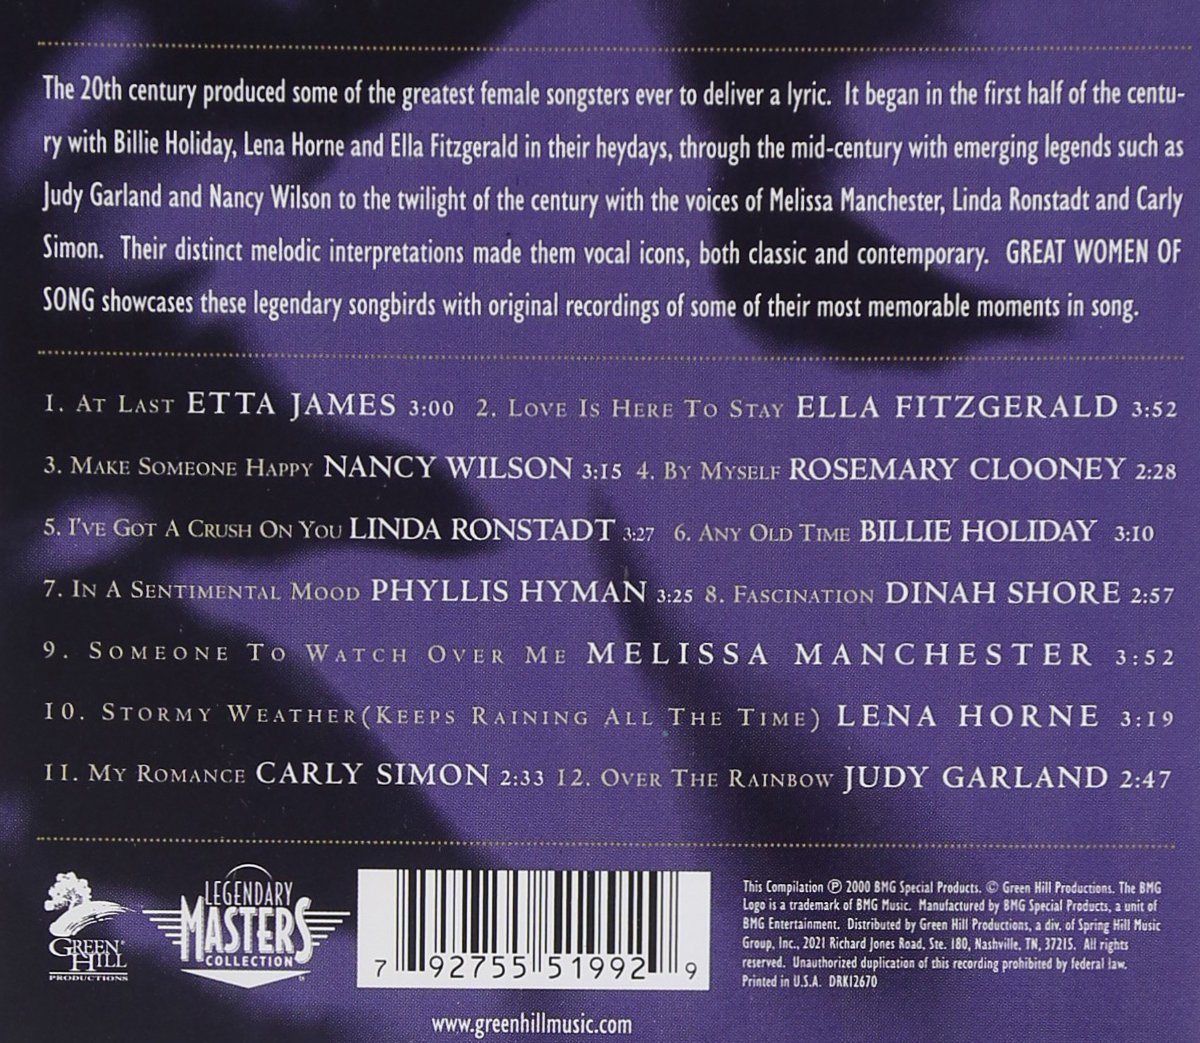 The 20th century produced some of the greatest female songsters ever to deliver a lyric. It began in the first half of the centu-
ry with Billie Holiday, Lena Horne and Ella Fitzgerald in their heydays, through the mid-century with emerging legends such as
Judy Garland and Nancy Wilson to the twilight of the century with the voices of Melissa Manchester, Linda Ronstadt and Carly
Simon. Their distinct melodic interpretations made them vocal icons, both classic and contemporary. GREAT WOMEN OF
SONG showcases these legendary songbirds with original recordings of some of their most memorable moments in song.
1. AT LAST ETTA JAMES 3:00 2. LOVE IS HERE TO STAY ELLA FITZGERALD 3:52
3. MAKE SOMEONE HAPPY NANCY WILSON 3:15 4. BY MYSELF ROSEMARY CLOONEY 2:28
5. I'VE GOT A CRUSH ON YOU LINDA RONSTADT 3:27 6. ANY OLD TIME BILLIE HOLIDAY 3:10
7. IN A SENTIMENTAL MOOD PHYLLIS HYMAN 3:25 8. FASCINATION DINAH SHORE 2:57
9. SOMEONE TO WATCH OVER ME MELISSA MANCHESTER 3:52
10. STORMY WEATHER(KEEPS RAINING ALL THE TIME) LENA HORNE 3:19
11. MY ROMANCE CARLY SIMON 2:33 12. OVER THE RAINBOW JUDY GARLAND 2:47
GREEN
HILL
PRODUCTIONS
LEGENDARY
MASTERS
COLLECTION
7 92755 51992 9
This Compilation ℗ 2000 BMG Special Products. © Green Hill Productions. The BMG
Logo is a trademark of BMG Music. Manufactured by BMG Special Products, a unit of
BMG Entertainment. Distributed by Green Hill Productions, a div. of Spring Hill Music
Group, Inc., 2021 Richard Jones Road, Ste. 180, Nashville, TN, 37215. All rights
reserved. Unauthorized duplication of this recording prohibited by federal law.
Printed in U.S.A. DRK12670
www.greenhillmusic.com